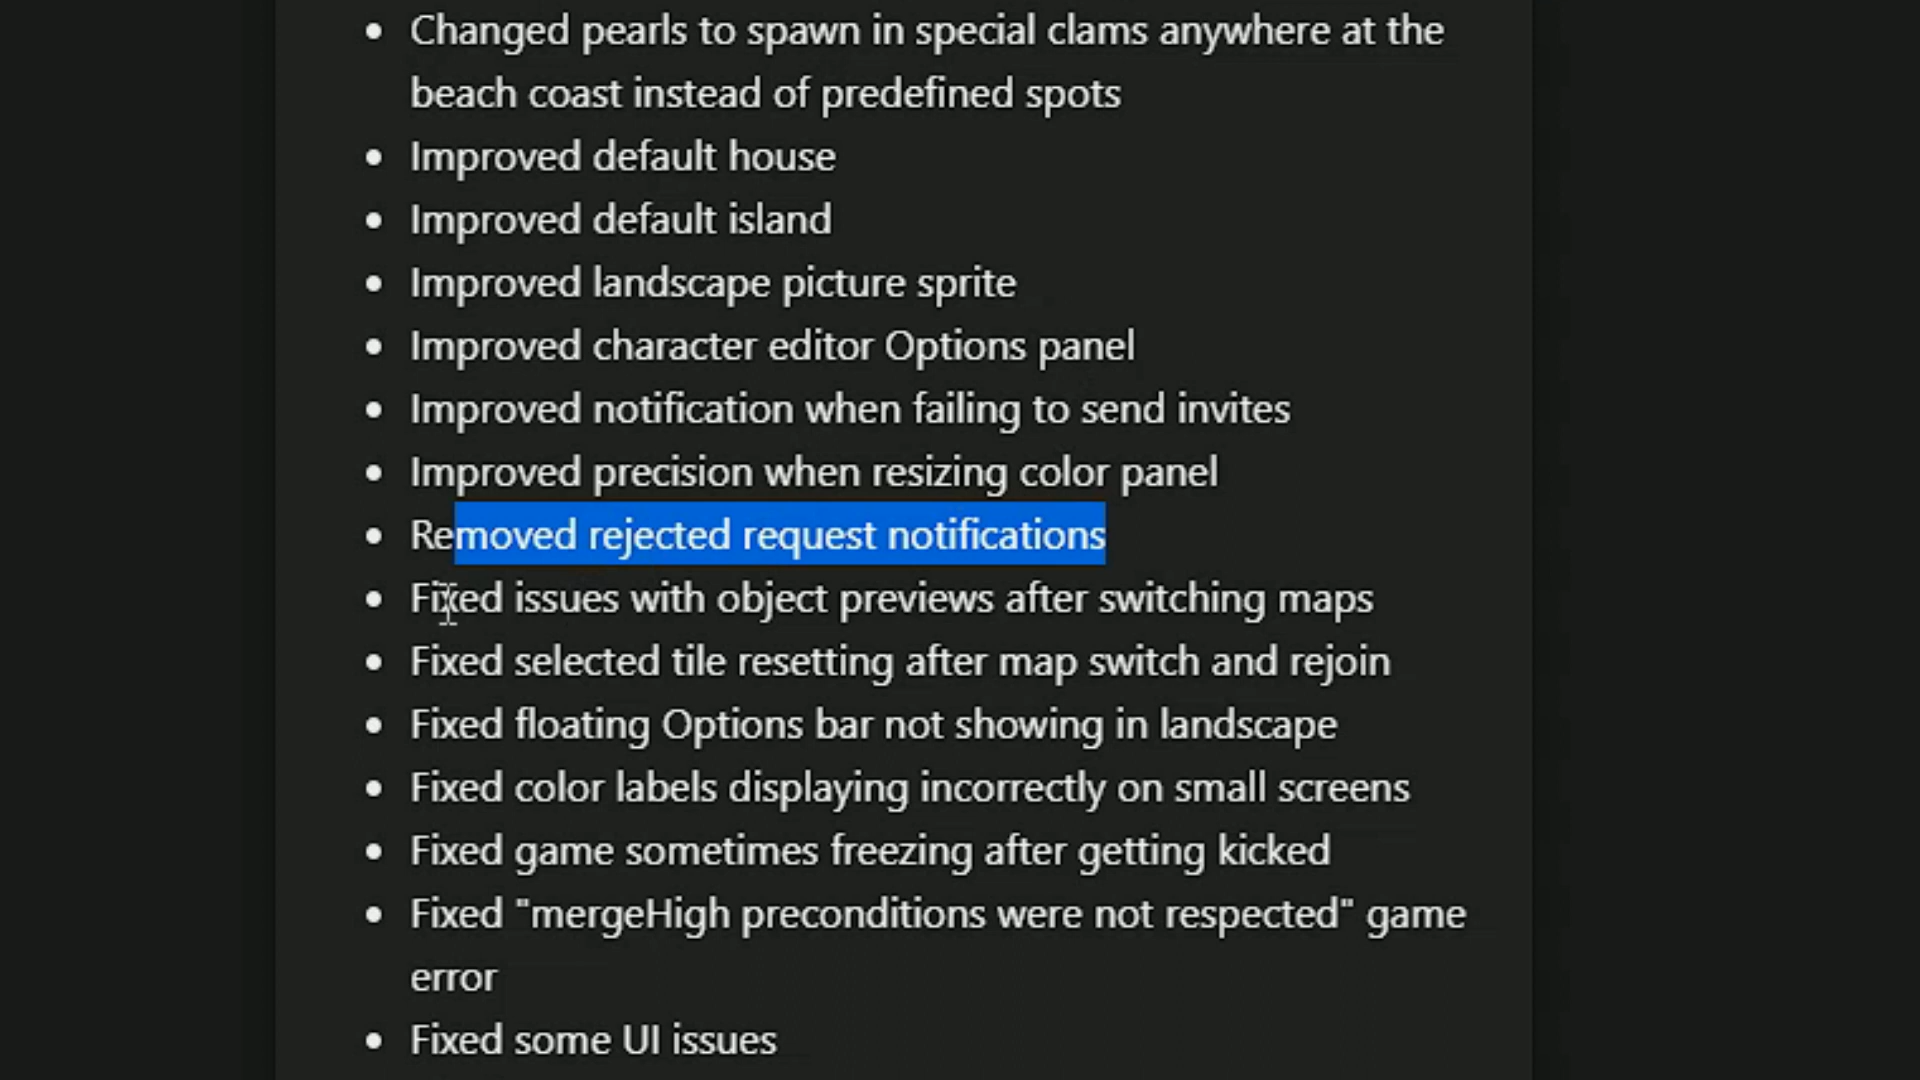 Changed pearls to spawn in special clams anywhere at the
beach coast instead of predefined spots
Improved default house
Improved default island
Improved landscape picture sprite
Improved character editor Options panel
Improved notification when failing to send invites
Improved precision when resizing color panel
Removed rejected request notifications
Fixed issues with object previews after switching maps
Fixed selected tile resetting after map switch and rejoin
Fixed floating Options bar not showing in landscape
Fixed color labels displaying incorrectly on small screens
Fixed game sometimes freezing after getting kicked
Fixed "mergeHigh preconditions were not respected" game
error
Fixed some UI issues